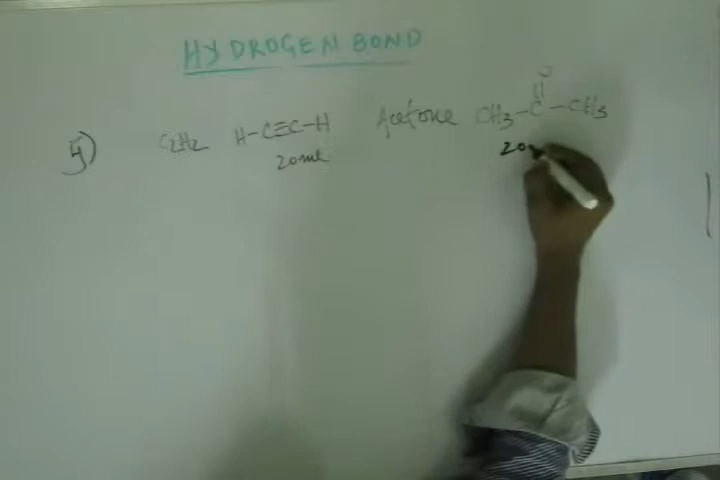 HYDROGEN BOND
4) C2H2 H-C≡C-H Acetone CH3-C-CH3
O
20ml 20